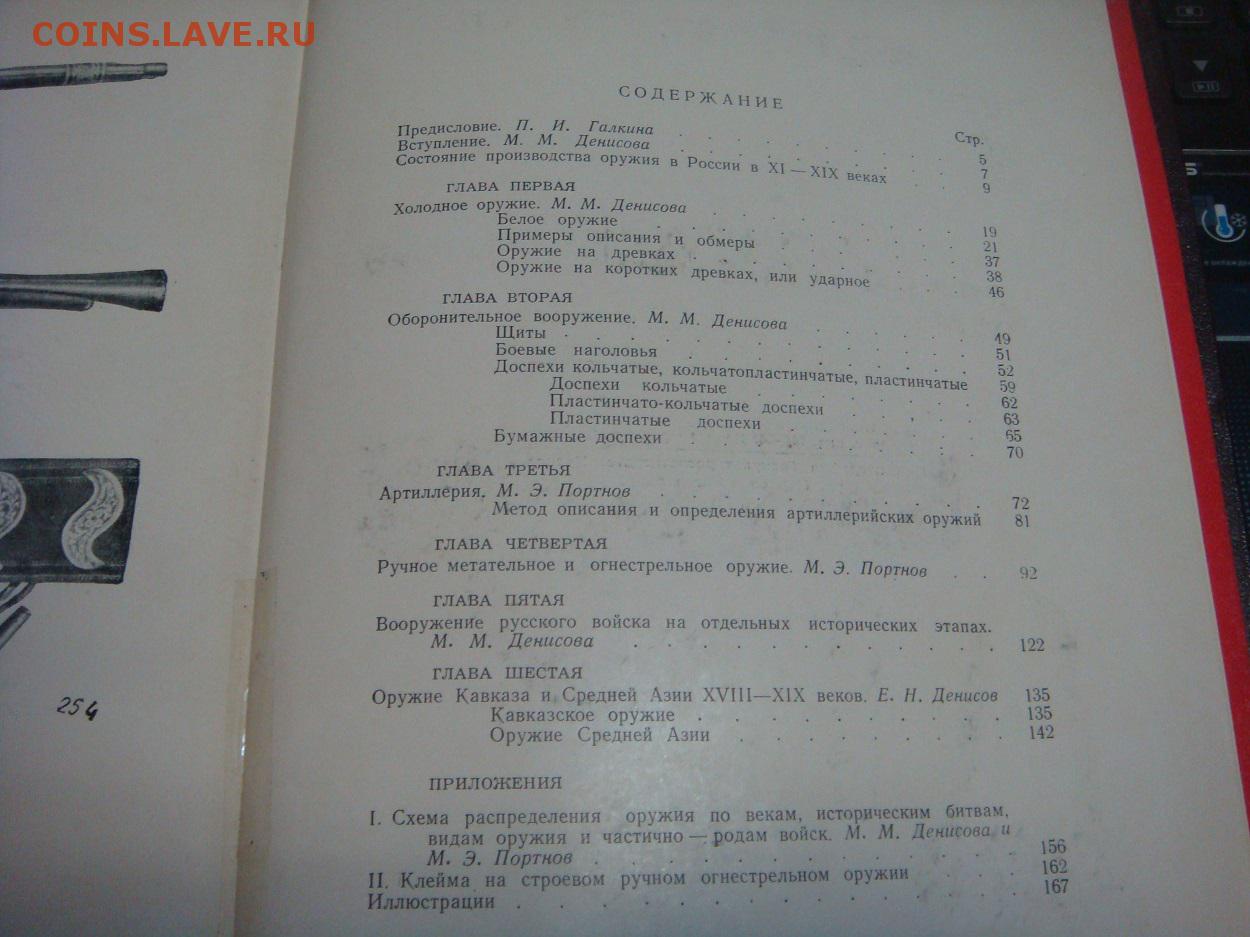 COINS.LAVE.RU
СОДЕРЖАНИЕ
Стр.
Предисловие. П. И. Галкина . . . . . . . . 5
Вступление. М. М. Денисова . . . . . . . . 7
Состояние производства оружия в России в XI—XIX веках . . 9
ГЛАВА ПЕРВАЯ
Холодное оружие. М. М. Денисова . . . . . . . 19
Белое оружие . . . . . . . . . 21
Примеры описания и обмеры . . . . . . 37
Оружие на древках . . . . . . . . 38
Оружие на коротких древках, или ударное . . . 46
ГЛАВА ВТОРАЯ
Оборонительное вооружение. М. М. Денисова . . . . . 49
Щиты . . . . . . . . . . . 51
Боевые наголовья . . . . . . . . 52
Доспехи кольчатые, кольчатопластинчатые, пластинчатые 59
Доспехи кольчатые . . . . . . . 62
Пластинчато-кольчатые доспехи . . . . . 63
Пластинчатые доспехи . . . . . . 65
Бумажные доспехи . . . . . . . . 70
ГЛАВА ТРЕТЬЯ
Артиллерия. М. Э. Портнов . . . . . . . . . 72
Метод описания и определения артиллерийских оружий 81
ГЛАВА ЧЕТВЕРТАЯ
Ручное метательное и огнестрельное оружие. М. Э. Портнов . . 92
ГЛАВА ПЯТАЯ
Вооружение русского войска на отдельных исторических этапах.
М. М. Денисова . . . . . . . . . . . 122
ГЛАВА ШЕСТАЯ
Оружие Кавказа и Средней Азии XVIII—XIX веков. Е. Н. Денисов 135
Кавказское оружие . . . . . . . . . 135
Оружие Средней Азии . . . . . . . . 142
ПРИЛОЖЕНИЯ
I. Схема распределения оружия по векам, историческим битвам,
видам оружия и частично — родам войск. М. М. Денисова и
М. Э. Портнов . . . . . . . . . . . . 156
II. Клейма на строевом ручном огнестрельном оружии . . . 162
Иллюстрации . . . . . . . . . . . . . 167
254